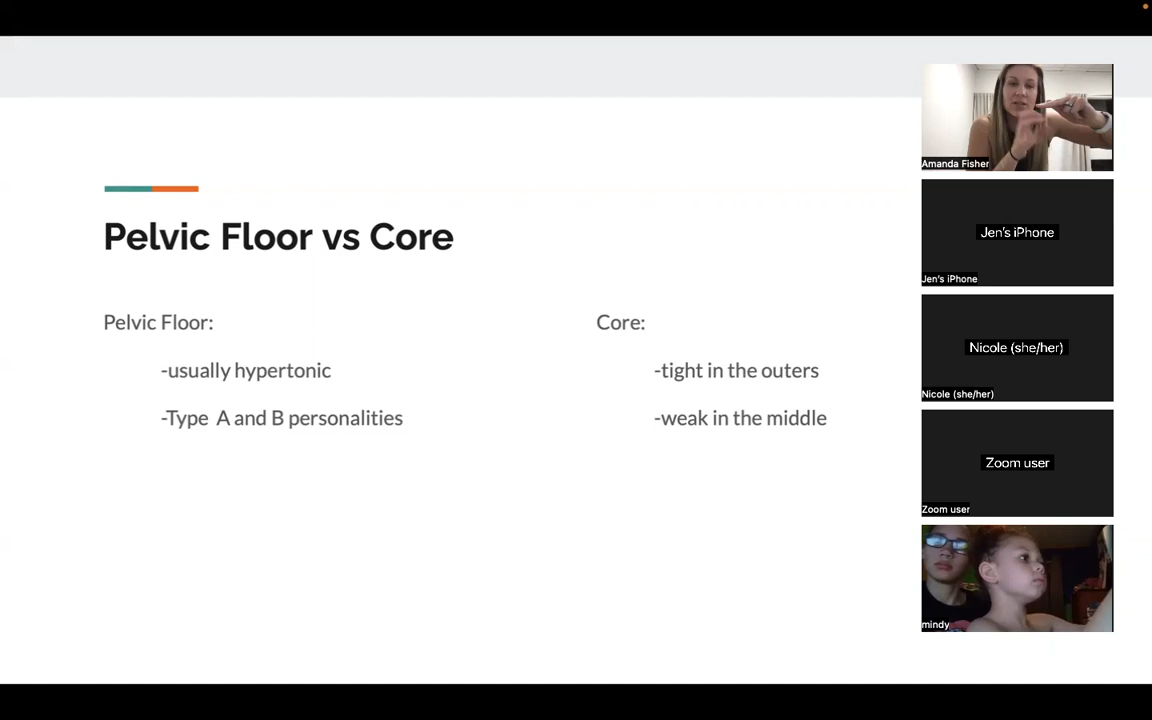 Pelvic Floor vs Core
Pelvic Floor:
-usually hypertonic
-Type A and B personalities
Core:
-tight in the outers
-weak in the middle
Amanda Fisher
Jen's iPhone
Jen's iPhone
Nicole (she/her)
Nicole (she/her)
Zoom user
Zoom user
mindy